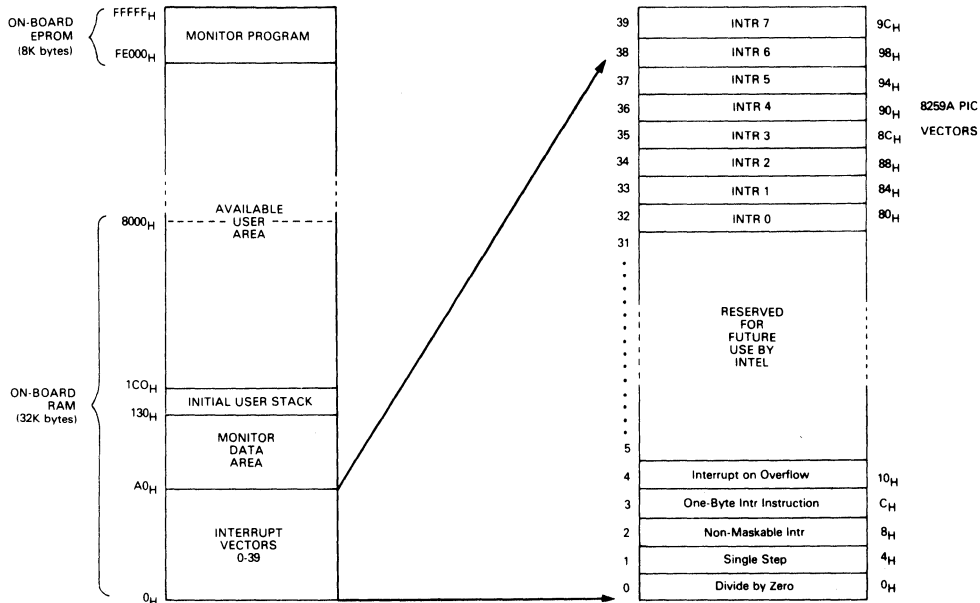 ON-BOARD
EPROM
(8K bytes)
FFFFFH
MONITOR PROGRAM
FE000H
8000H
AVAILABLE
USER
AREA
ON-BOARD
RAM
(32K bytes)
1C0H
INITIAL USER STACK
130H
MONITOR
DATA
AREA
A0H
INTERRUPT
VECTORS
0-39
0H
39 INTR 7 9CH
38 INTR 6 98H
37 INTR 5 94H
36 INTR 4 90H
35 INTR 3 8CH
34 INTR 2 88H
33 INTR 1 84H
32 INTR 0 80H
8259A PIC
VECTORS
31
RESERVED
FOR
FUTURE
USE BY
INTEL
5
4 Interrupt on Overflow 10H
3 One-Byte Intr Instruction CH
2 Non-Maskable Intr 8H
1 Single Step 4H
0 Divide by Zero 0H